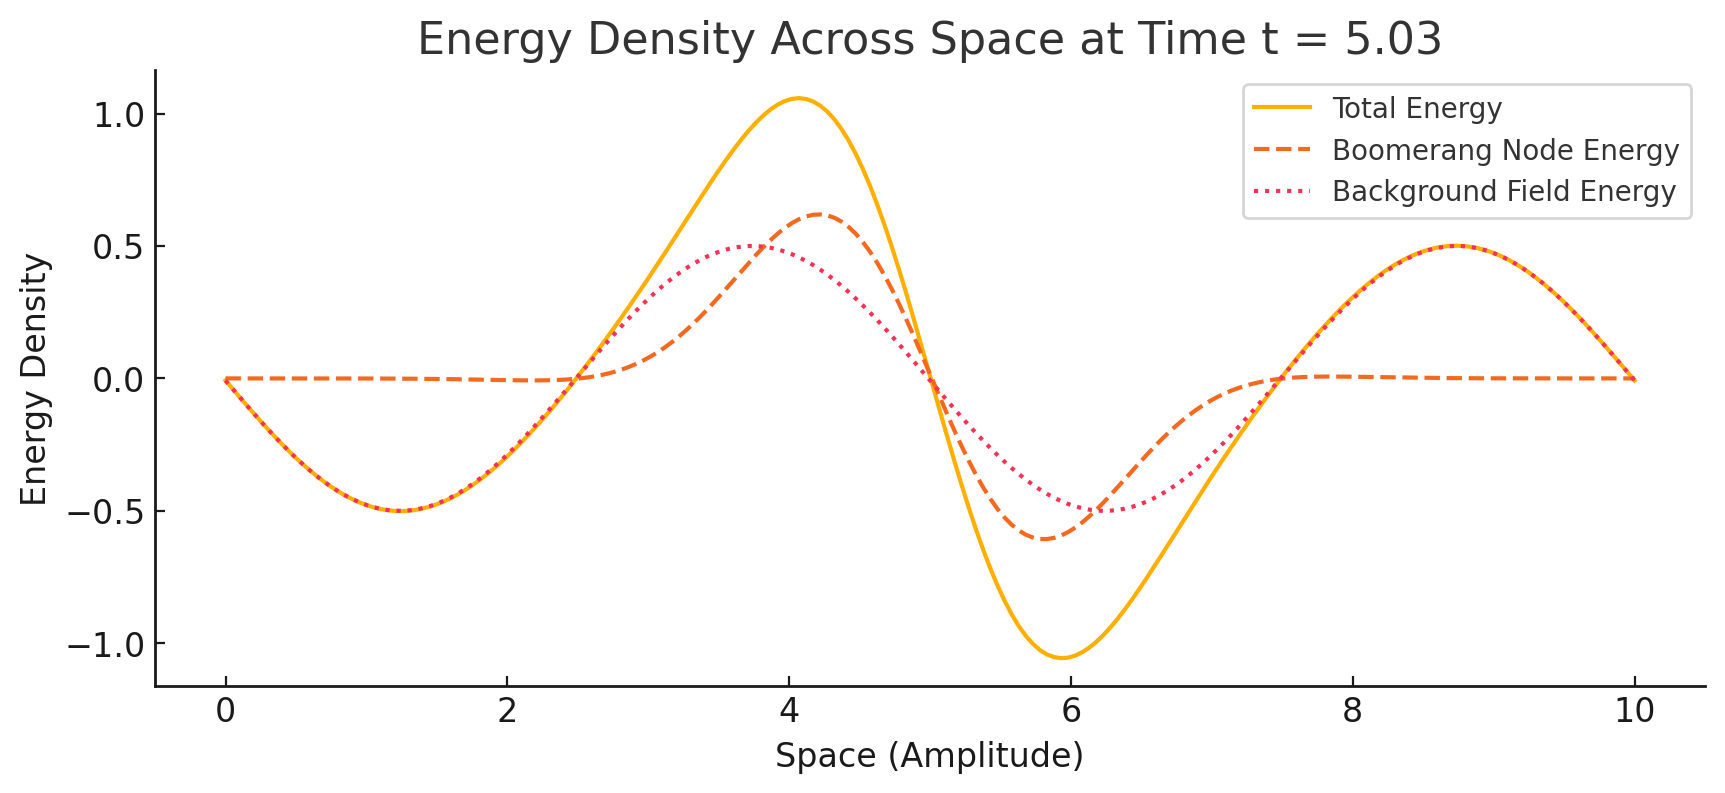 Energy Density Across Space at Time t = 5.03
Total Energy
Boomerang Node Energy
Background Field Energy
Energy Density
1.0
0.5
0.0
−0.5
−1.0
0 2 4 6 8 10
Space (Amplitude)